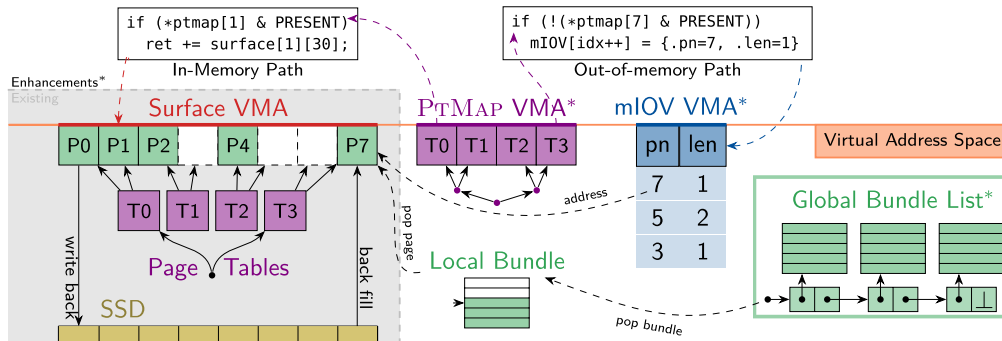 if (*ptmap[1] & PRESENT)
ret += surface[1][30];
In-Memory Path
if (!(*ptmap[7] & PRESENT))
mIOV[idx++] = {.pn=7, .len=1}
Out-of-memory Path
Enhancements*
Existing
Surface VMA
PTMAP VMA*
mIOV VMA*
Virtual Address Space
P0 P1 P2 P4 P7
T0 T1 T2 T3
pn len
7 1
5 2
3 1
address
T0 T1 T2 T3
pop page
Page Tables
write back
back fill
SSD
Local Bundle
pop bundle
Global Bundle List*
⊥